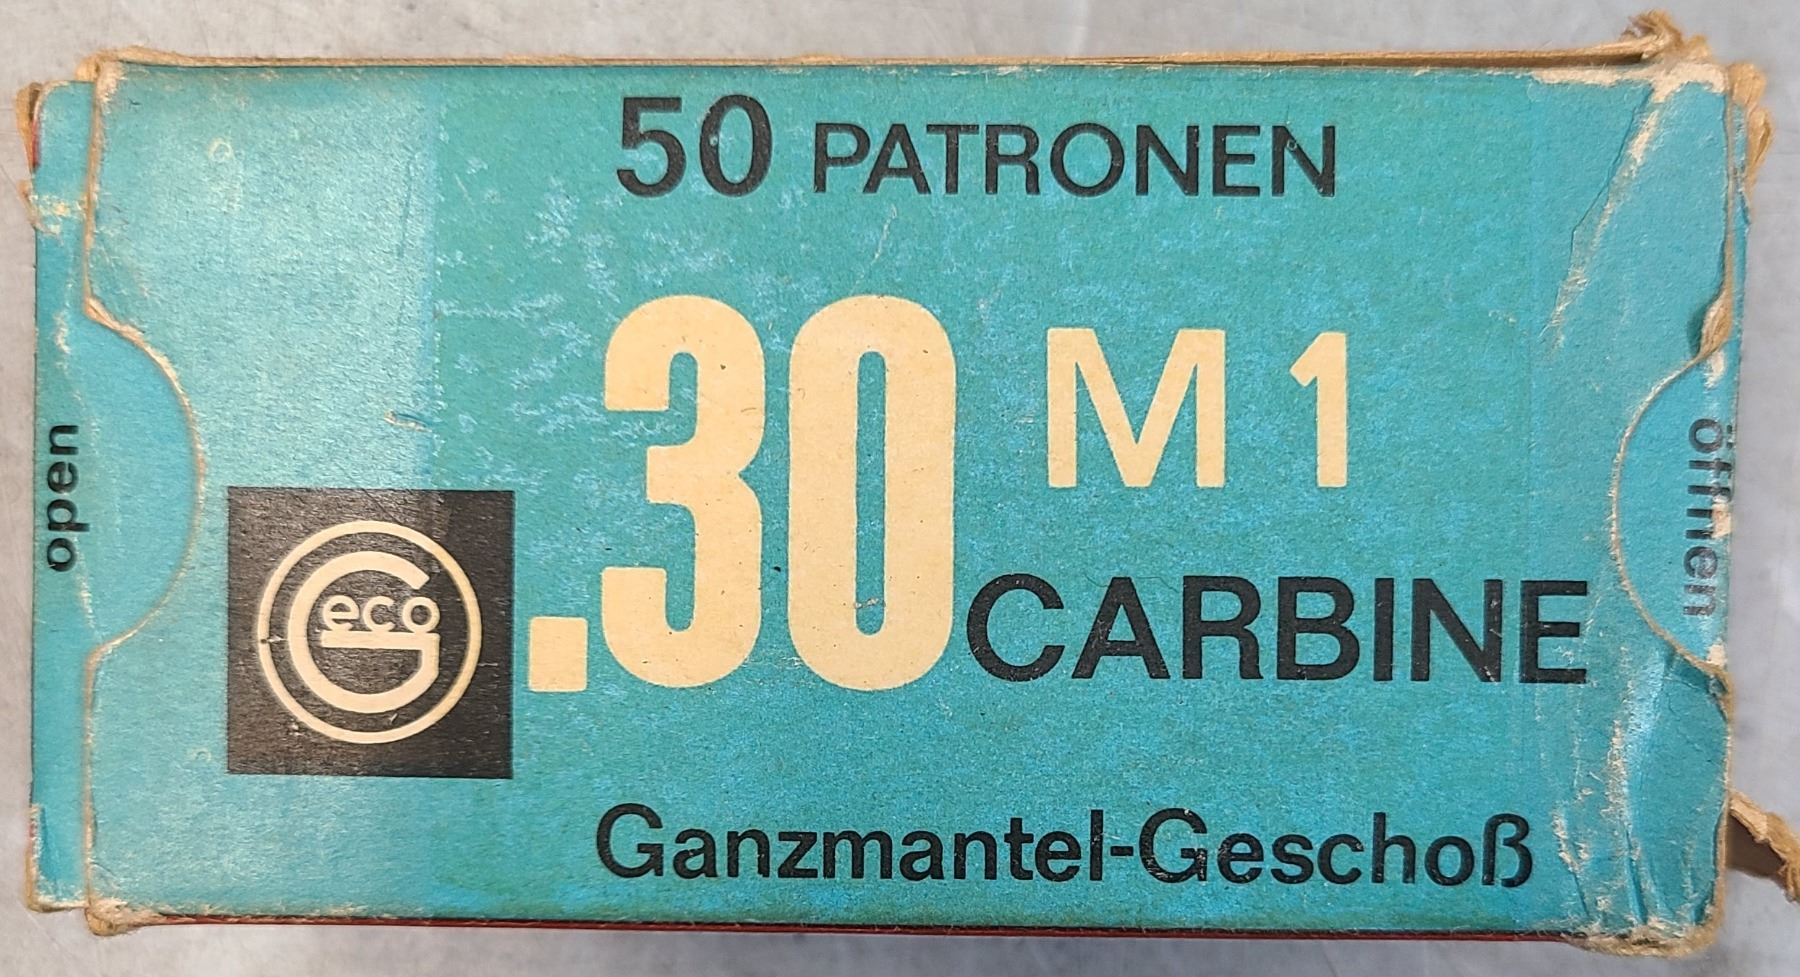 50 PATRONEN
.30 M 1
CARBINE
Geco
Ganzmantel-Geschoß
open
öffnen